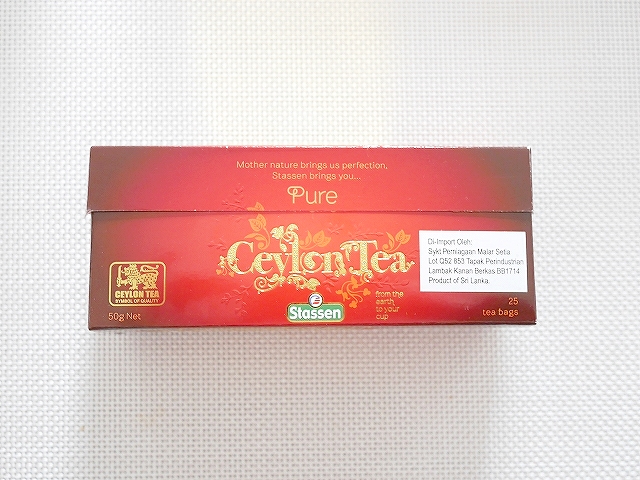 Mother nature brings us perfection,
Stassen brings you...
Pure
Ceylon Tea
CEYLON TEA
SYMBOL OF QUALITY
50g Net
Stassen
from the
earth
to your
cup
Di-Import Oleh:
Sykt Perniagaan Malar Setia
Lot Q52 853 Tapak Perindustrian
Lambak Kanan Berkas BB1714
Product of Sri Lanka.
25
tea bags